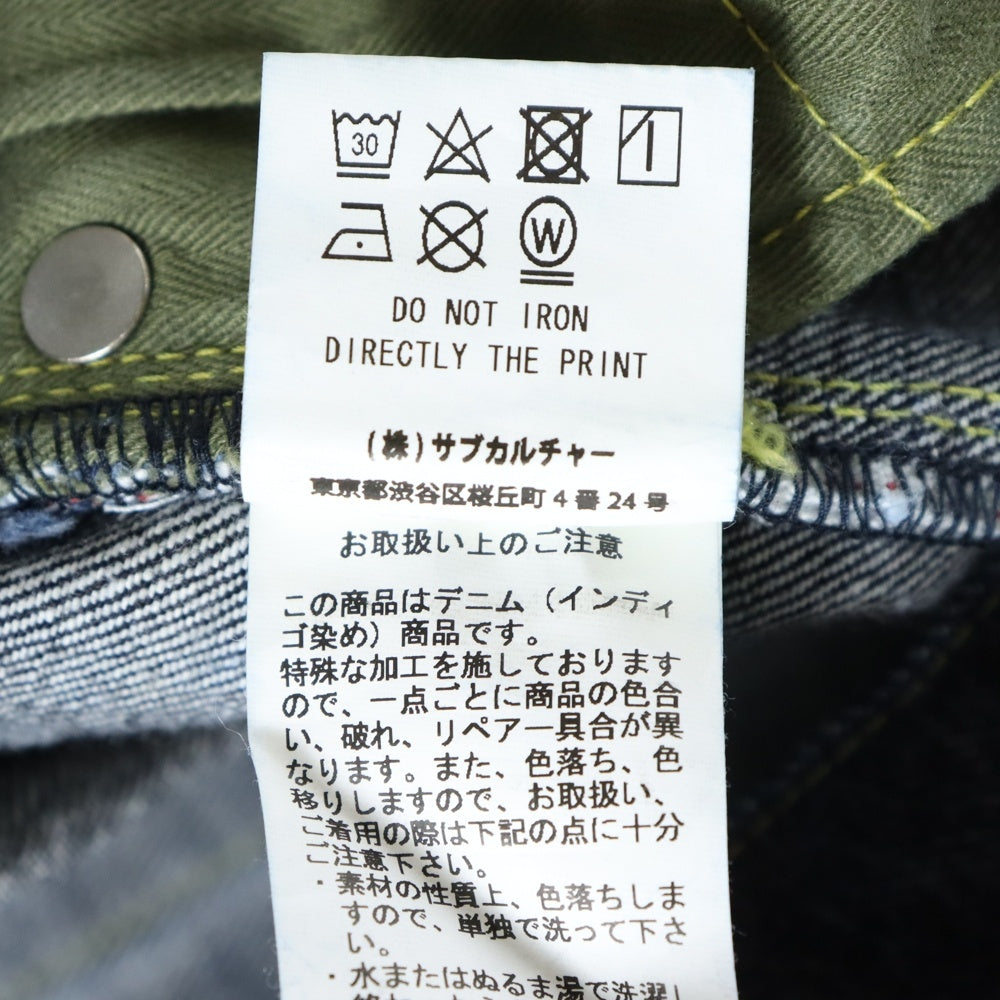 30
W
DO NOT IRON
DIRECTLY THE PRINT
(株)サブカルチャー
東京都渋谷区桜丘町4番24号
お取扱い上のご注意
この商品はデニム(インディ
ゴ染め)商品です。
特殊な加工を施しております
ので、一点ごとに商品の色合
い、破れ、リペアー具合が異
なります。また、色落ち、色
移りしますので、お取扱い、
ご着用の際は下記の点に十分
ご注意下さい。
・素材の性質上、色落ちしま
すので、単独で洗って下さ
い。
・水またはぬるま湯で洗濯し